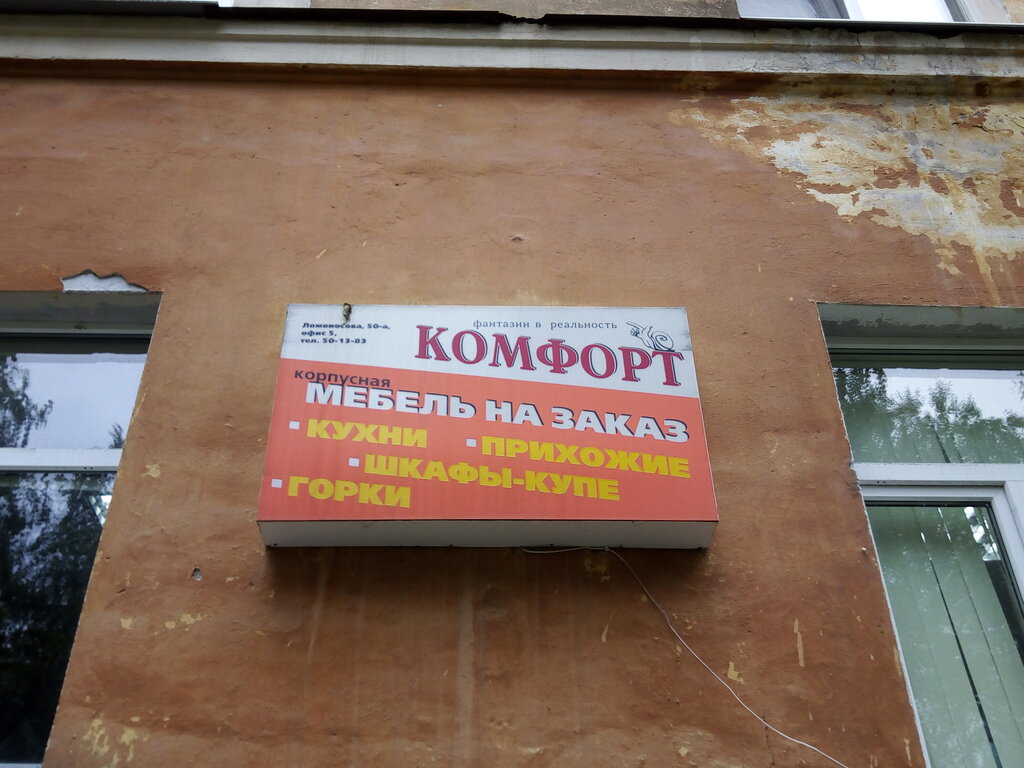 Ломоносова, 50-а,
офис 5,
тел. 50-13-83
фантазии в реальность
КОМФОРТ
корпусная
МЕБЕЛЬ НА ЗАКАЗ
КУХНИ
ПРИХОЖИЕ
ШКАФЫ-КУПЕ
ГОРКИ